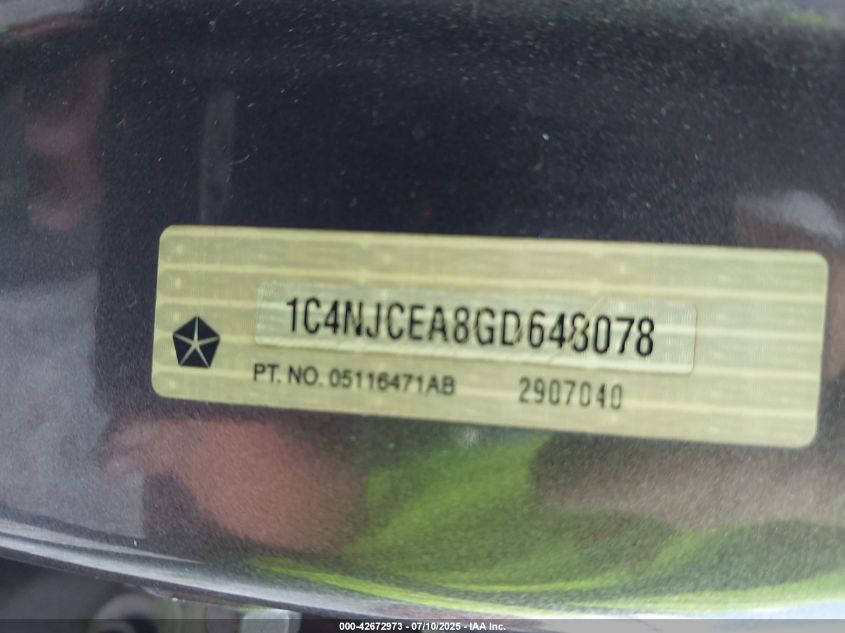 1C4NJCEA8GD648078
PT. NO. 05116471AB 2907040
000-42672973 - 07/10/2025 - IAA Inc.